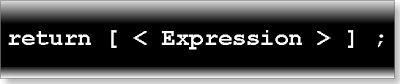 return [ < Expression > ] ;